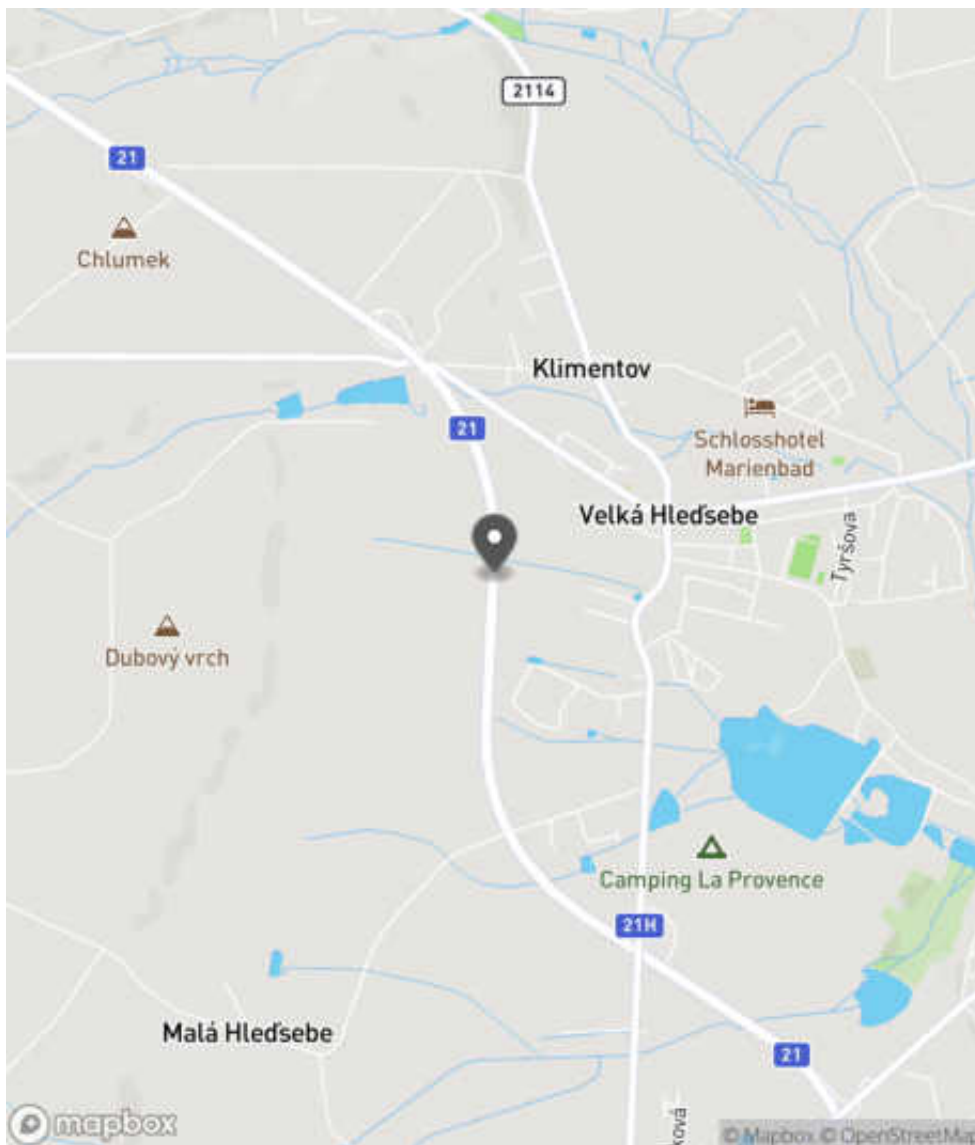 2114
21
Chlumek
Klimentov
21
Schlosshotel
Marienbad
Velká Hleďsebe
Tyršova
Dubový vrch
Camping La Provence
21H
Malá Hleďsebe
21
ková
mapbox
© Mapbox © OpenStreetMa